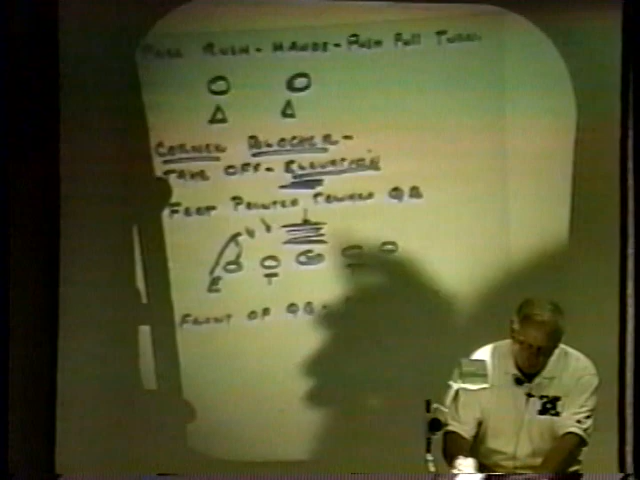 PASS RUSH - HANDS - PUSH PULL TURN
CORNER BLOCKER -
TAKE OFF - ELEVATION
FEET POINTED TOWARD QB
E T T
FRONT OF QB -